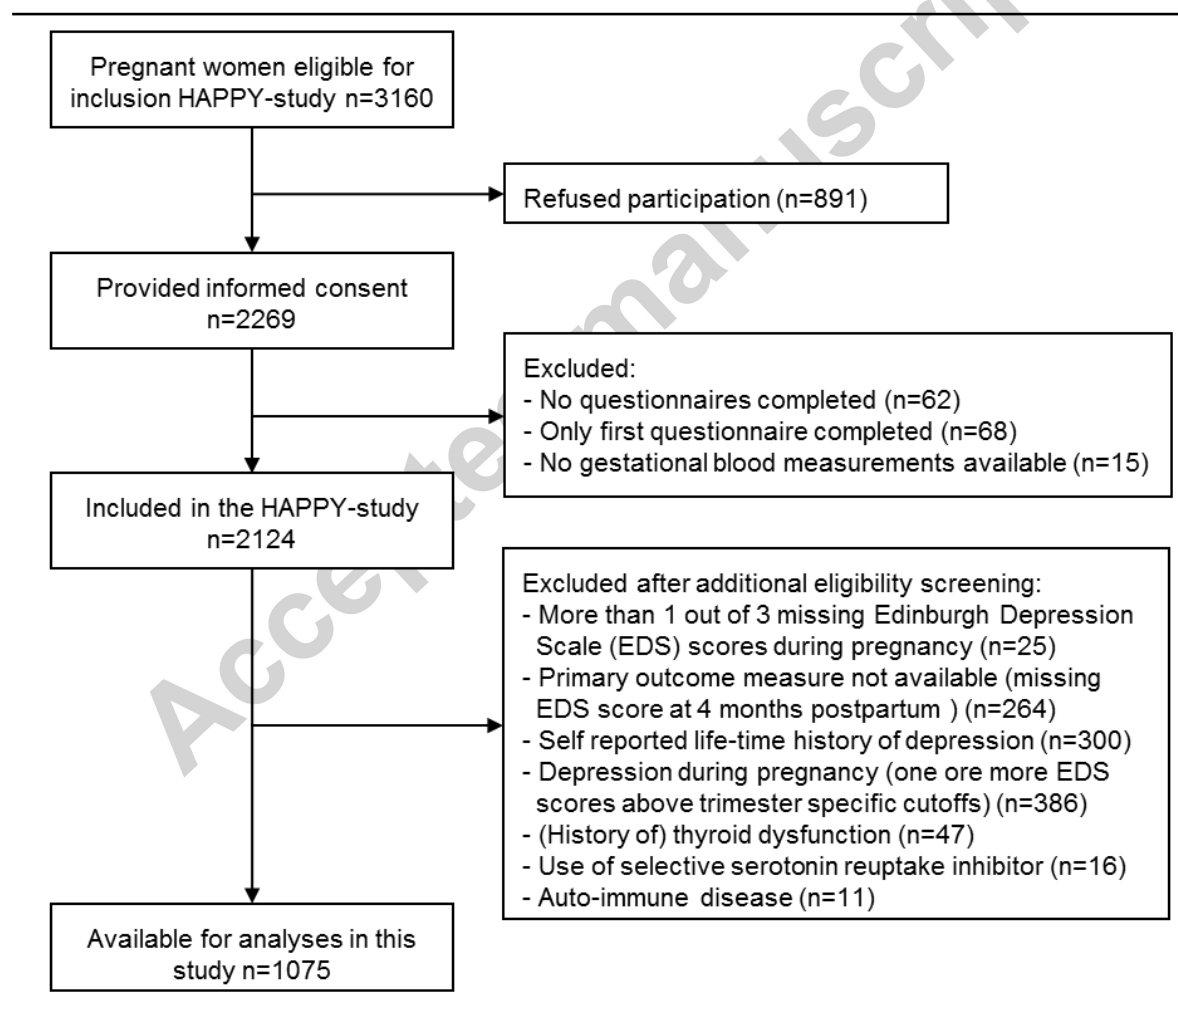 Pregnant women eligible for
inclusion HAPPY-study n=3160
Refused participation (n=891)
Provided informed consent
n=2269
Excluded:
- No questionnaires completed (n=62)
- Only first questionnaire completed (n=68)
- No gestational blood measurements available (n=15)
Included in the HAPPY-study
n=2124
Excluded after additional eligibility screening:
- More than 1 out of 3 missing Edinburgh Depression
Scale (EDS) scores during pregnancy (n=25)
- Primary outcome measure not available (missing
EDS score at 4 months postpartum ) (n=264)
- Self reported life-time history of depression (n=300)
- Depression during pregnancy (one ore more EDS
scores above trimester specific cutoffs) (n=386)
- (History of) thyroid dysfunction (n=47)
- Use of selective serotonin reuptake inhibitor (n=16)
- Auto-immune disease (n=11)
Available for analyses in this
study n=1075